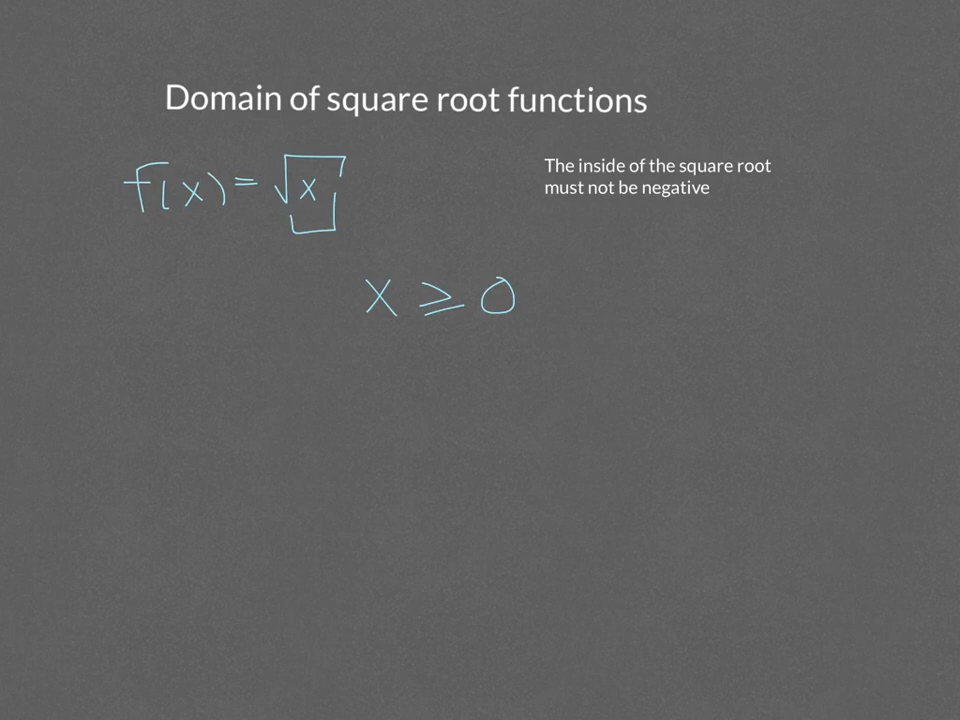 Domain of square root functions
f(x) = √x
The inside of the square root
must not be negative
x ≥ 0